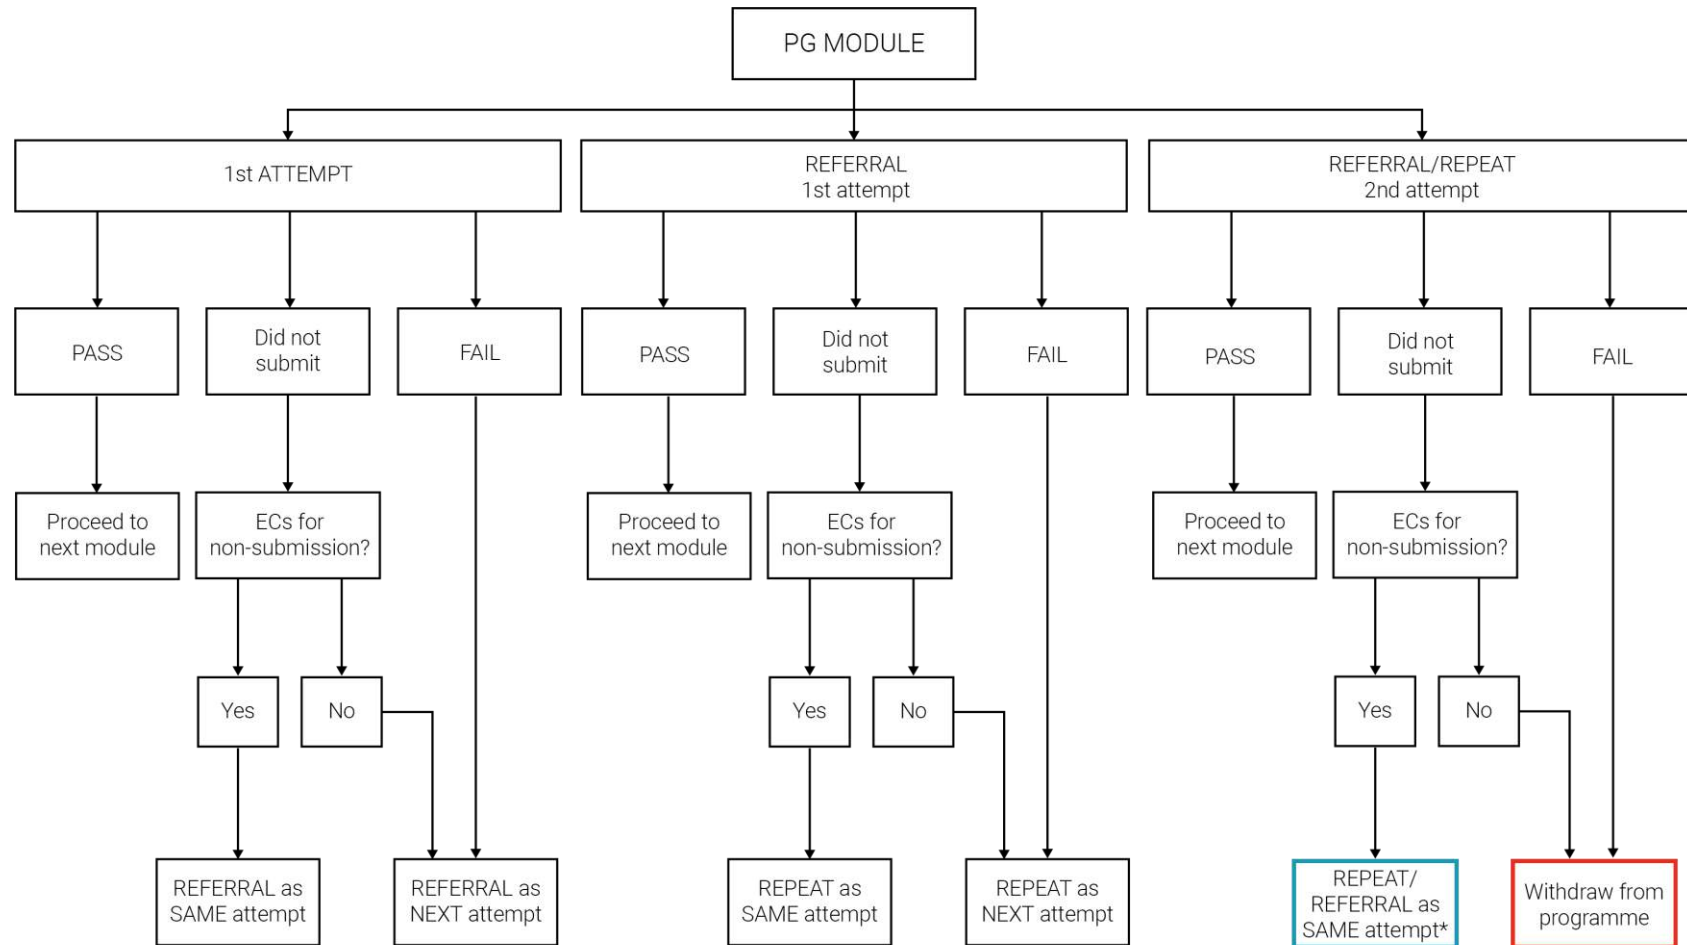 PG MODULE
1st ATTEMPT
REFERRAL
1st attempt
REFERRAL/REPEAT
2nd attempt
PASS
Did not
submit
FAIL
PASS
Did not
submit
FAIL
PASS
Did not
submit
FAIL
Proceed to
next module
ECs for
non-submission?
Proceed to
next module
ECs for
non-submission?
Proceed to
next module
ECs for
non-submission?
Yes
No
Yes
No
Yes
No
REFERRAL as
SAME attempt
REFERRAL as
NEXT attempt
REPEAT as
SAME attempt
REPEAT as
NEXT attempt
REPEAT/
REFERRAL as
SAME attempt*
Withdraw from
programme